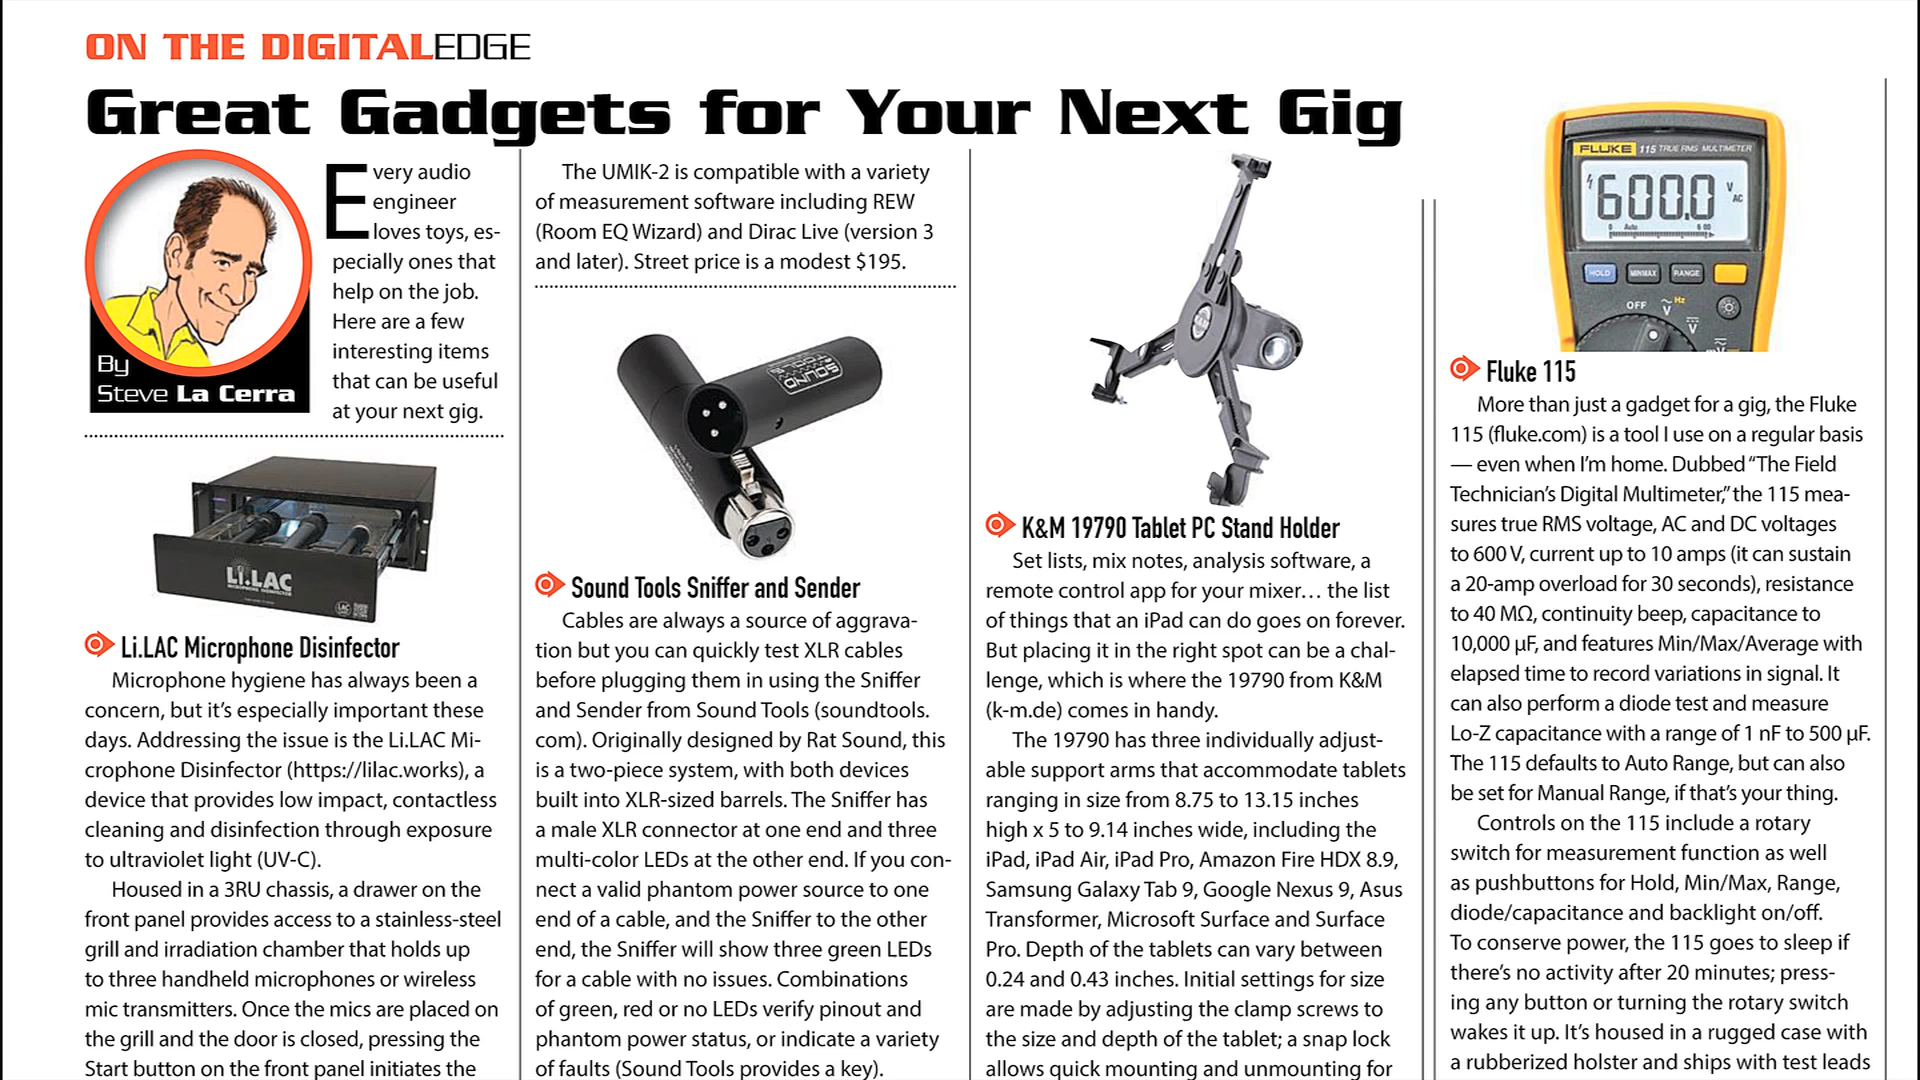 ON THE DIGITALEDGE
Great Gadgets for Your Next Gig
By
Steve La Cerra
Every audio
engineer
loves toys, es-
pecially ones that
help on the job.
Here are a few
interesting items
that can be useful
at your next gig.
Li.LAC
LAC
Li.LAC Microphone Disinfector
Microphone hygiene has always been a
concern, but it's especially important these
days. Addressing the issue is the Li.LAC Mi-
crophone Disinfector (https://lilac.works), a
device that provides low impact, contactless
cleaning and disinfection through exposure
to ultraviolet light (UV-C).
Housed in a 3RU chassis, a drawer on the
front panel provides access to a stainless-steel
grill and irradiation chamber that holds up
to three handheld microphones or wireless
mic transmitters. Once the mics are placed on
the grill and the door is closed, pressing the
Start button on the front panel initiates the
The UMIK-2 is compatible with a variety
of measurement software including REW
(Room EQ Wizard) and Dirac Live (version 3
and later). Street price is a modest $195.
SOUND
TOOLS
Sound Tools Sniffer and Sender
Cables are always a source of aggrava-
tion but you can quickly test XLR cables
before plugging them in using the Sniffer
and Sender from Sound Tools (soundtools.
com). Originally designed by Rat Sound, this
is a two-piece system, with both devices
built into XLR-sized barrels. The Sniffer has
a male XLR connector at one end and three
multi-color LEDs at the other end. If you con-
nect a valid phantom power source to one
end of a cable, and the Sniffer to the other
end, the Sniffer will show three green LEDs
for a cable with no issues. Combinations
of green, red or no LEDs verify pinout and
phantom power status, or indicate a variety
of faults (Sound Tools provides a key).
K&M 19790 Tablet PC Stand Holder
Set lists, mix notes, analysis software, a
remote control app for your mixer… the list
of things that an iPad can do goes on forever.
But placing it in the right spot can be a chal-
lenge, which is where the 19790 from K&M
(k-m.de) comes in handy.
The 19790 has three individually adjust-
able support arms that accommodate tablets
ranging in size from 8.75 to 13.15 inches
high x 5 to 9.14 inches wide, including the
iPad, iPad Air, iPad Pro, Amazon Fire HDX 8.9,
Samsung Galaxy Tab 9, Google Nexus 9, Asus
Transformer, Microsoft Surface and Surface
Pro. Depth of the tablets can vary between
0.24 and 0.43 inches. Initial settings for size
are made by adjusting the clamp screws to
the size and depth of the tablet; a snap lock
allows quick mounting and unmounting for
FLUKE 115 TRUE RMS MULTIMETER
600.0 V AC
0 Auto 600
HOLD MINMAX RANGE
OFF V Hz
V
Fluke 115
More than just a gadget for a gig, the Fluke
115 (fluke.com) is a tool I use on a regular basis
— even when I'm home. Dubbed "The Field
Technician's Digital Multimeter," the 115 mea-
sures true RMS voltage, AC and DC voltages
to 600 V, current up to 10 amps (it can sustain
a 20-amp overload for 30 seconds), resistance
to 40 MΩ, continuity beep, capacitance to
10,000 µF, and features Min/Max/Average with
elapsed time to record variations in signal. It
can also perform a diode test and measure
Lo-Z capacitance with a range of 1 nF to 500 µF.
The 115 defaults to Auto Range, but can also
be set for Manual Range, if that's your thing.
Controls on the 115 include a rotary
switch for measurement function as well
as pushbuttons for Hold, Min/Max, Range,
diode/capacitance and backlight on/off.
To conserve power, the 115 goes to sleep if
there's no activity after 20 minutes; press-
ing any button or turning the rotary switch
wakes it up. It's housed in a rugged case with
a rubberized holster and ships with test leads